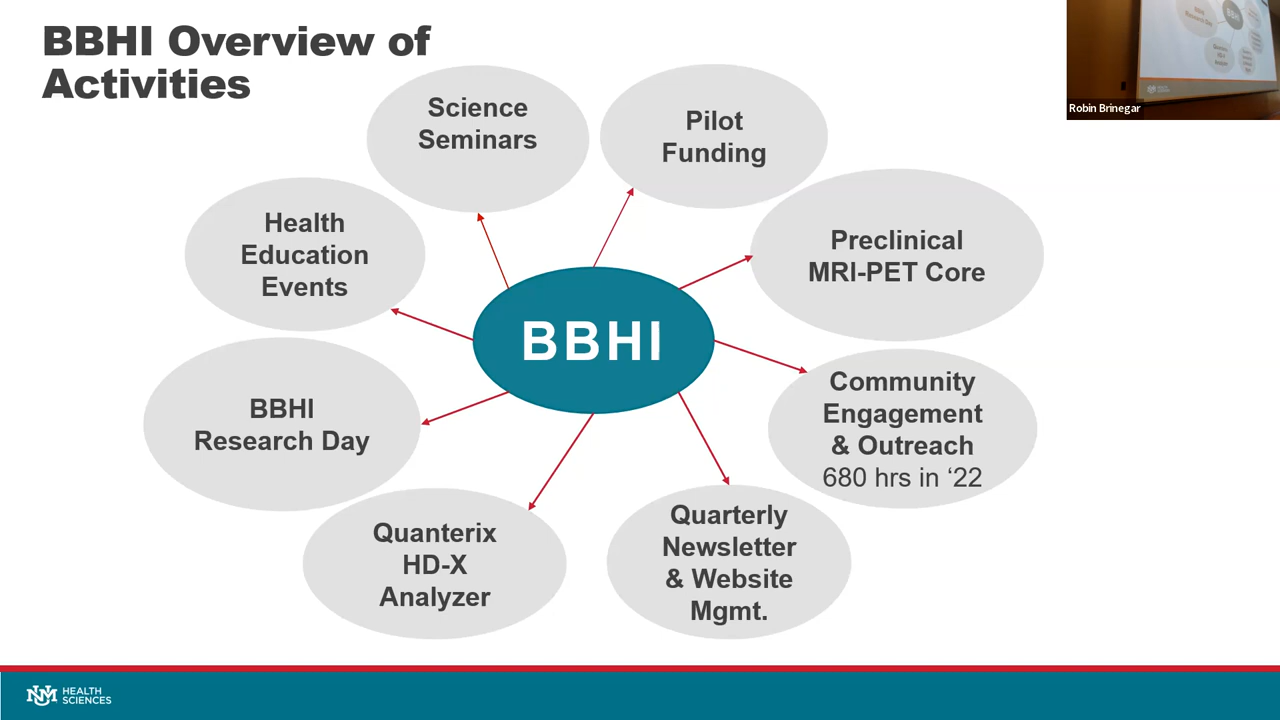 BBHI Overview of
Activities
Science
Seminars
Pilot
Funding
Health
Education
Events
Preclinical
MRI-PET Core
BBHI
BBHI
Research Day
Community
Engagement
& Outreach
680 hrs in ‘22
Quanterix
HD-X
Analyzer
Quarterly
Newsletter
& Website
Mgmt.
Robin Brinegar
UNM HEALTH
SCIENCES